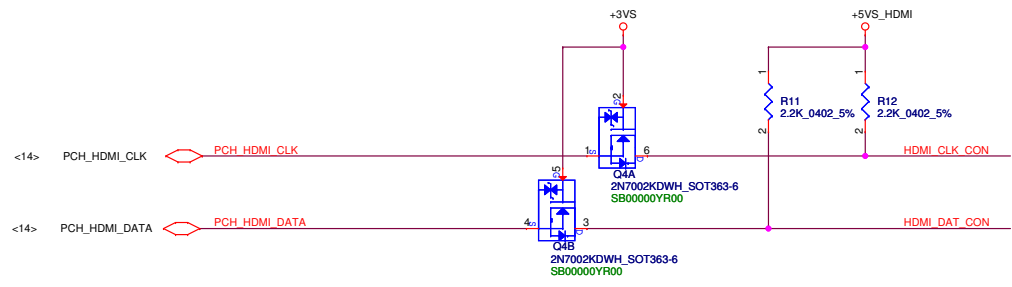 +3VS
+5VS_HDMI
1
1
2
G
R11
R12
2.2K_0402_5%
2.2K_0402_5%
2
2
<14>
PCH_HDMI_CLK
PCH_HDMI_CLK
1
S
D
6
HDMI_CLK_CON
Q4A
2N7002KDWH_SOT363-6
SB00000YR00
5
G
<14>
PCH_HDMI_DATA
PCH_HDMI_DATA
4
S
D
3
HDMI_DAT_CON
Q4B
2N7002KDWH_SOT363-6
SB00000YR00